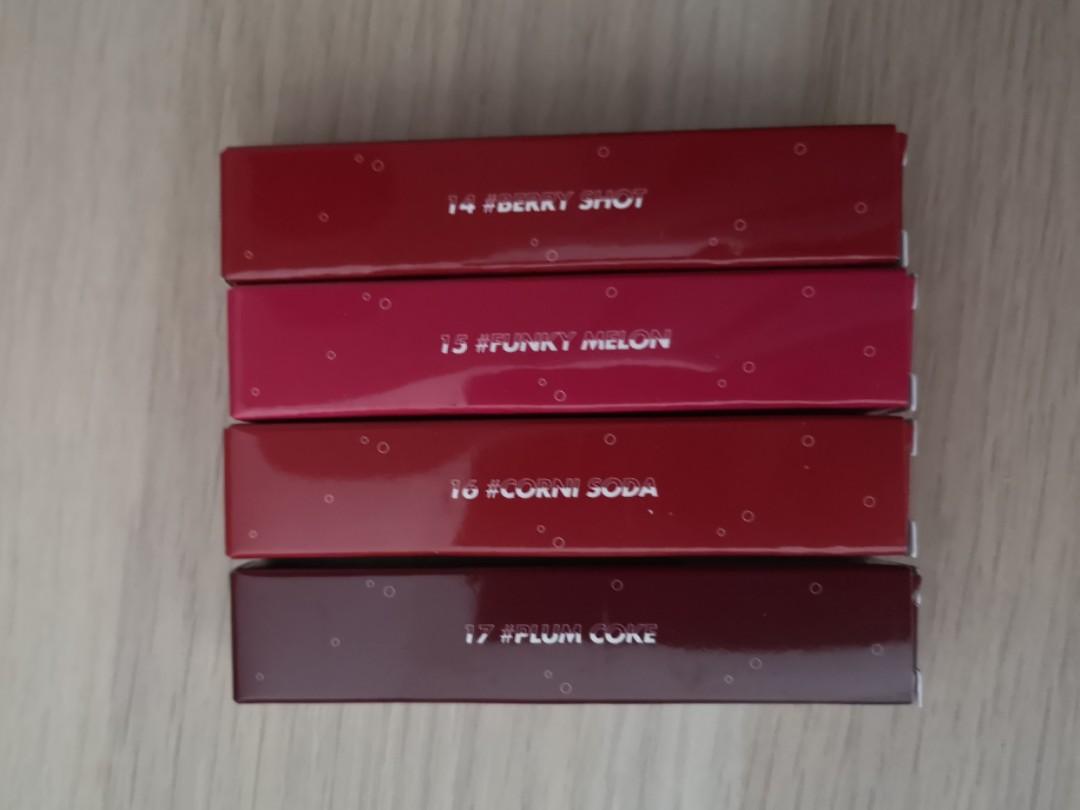 14 #BERRY SHOT
15 #FUNKY MELON
16 #CORNI SODA
17 #PLUM COKE